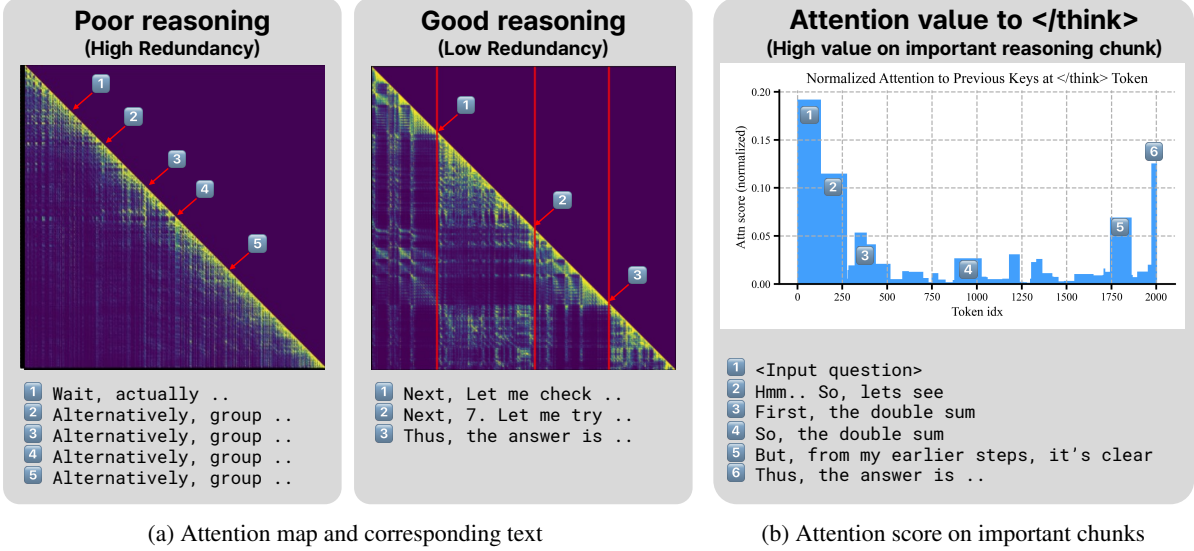 Poor reasoning
(High Redundancy)
1
2
3
4
5
1 Wait, actually ..
2 Alternatively, group ..
3 Alternatively, group ..
4 Alternatively, group ..
5 Alternatively, group ..
Good reasoning
(Low Redundancy)
1
2
3
1 Next, Let me check ..
2 Next, 7. Let me try ..
3 Thus, the answer is ..
Attention value to </think>
(High value on important reasoning chunk)
Normalized Attention to Previous Keys at </think> Token
Attn score (normalized)
0.20
0.15
0.10
0.05
0.00
1
2
3
4
5
6
0 250 500 750 1000 1250 1500 1750 2000
Token idx
1 <Input question>
2 Hmm.. So, lets see
3 First, the double sum
4 So, the double sum
5 But, from my earlier steps, it's clear
6 Thus, the answer is ..
(a) Attention map and corresponding text
(b) Attention score on important chunks